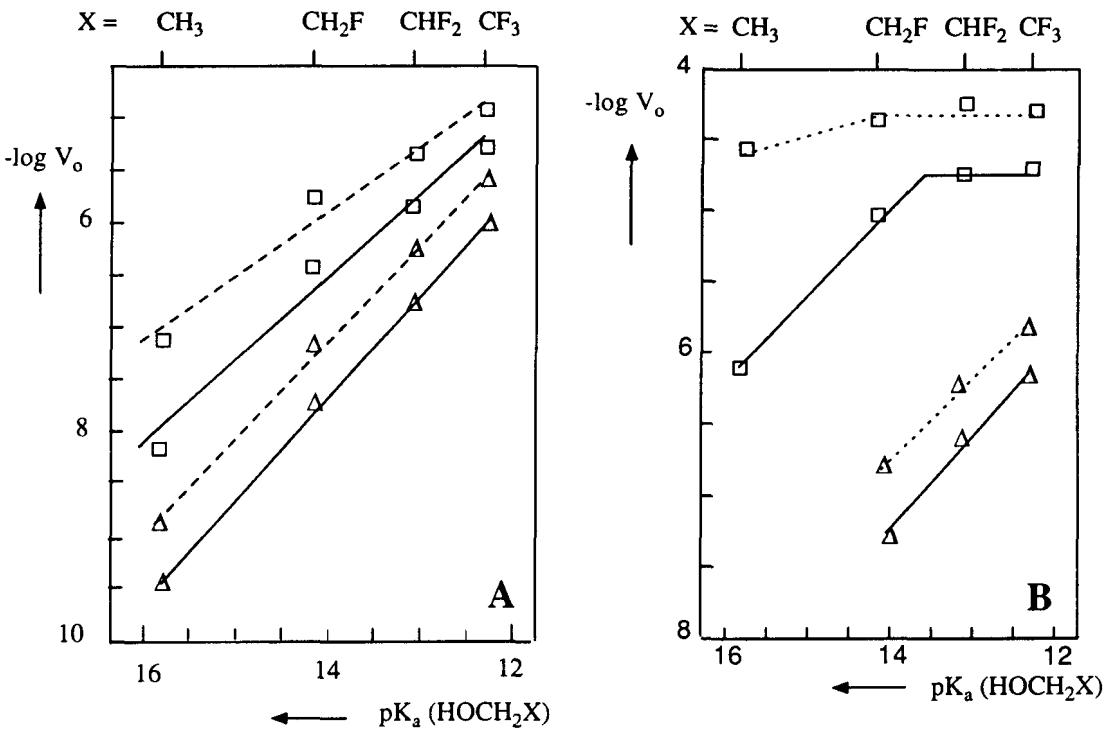 X = CH₃ CH₂F CHF₂ CF₃
-log Vₒ
6
8
10
16 14 12
pKₐ (HOCH₂X)
A
X = CH₃ CH₂F CHF₂ CF₃
4
-log Vₒ
6
8
16 14 12
pKₐ (HOCH₂X)
B